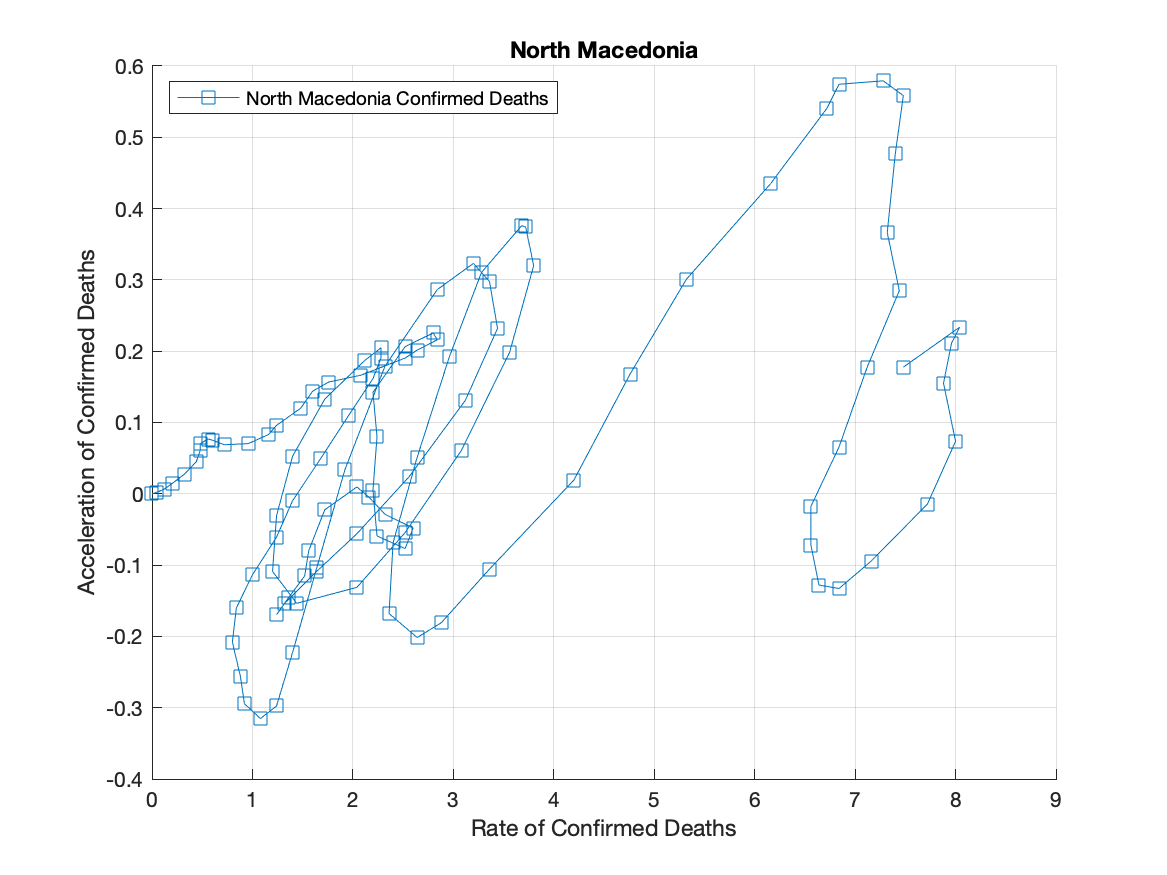 North Macedonia
North Macedonia Confirmed Deaths
0.6
0.5
0.4
0.3
0.2
0.1
0
-0.1
-0.2
-0.3
-0.4
Acceleration of Confirmed Deaths
0 1 2 3 4 5 6 7 8 9
Rate of Confirmed Deaths